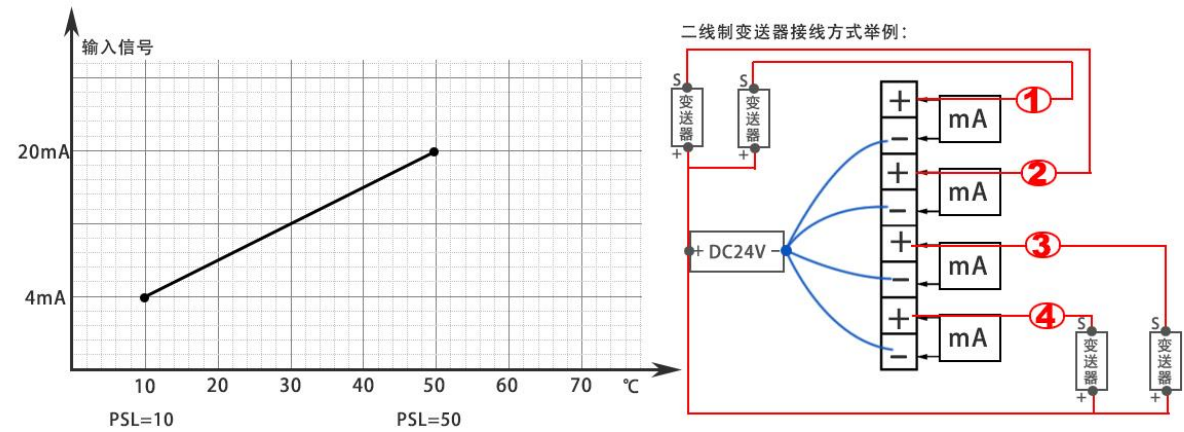 输入信号
20mA
4mA
10 20 30 40 50 60 70 ℃
PSL=10 PSL=50
二线制变送器接线方式举例:
S
变送器
+
S
变送器
+
+ DC24V -
+
-
+
-
+
-
+
-
1
mA
2
mA
3
mA
4
mA
S
变送器
+
S
变送器
+